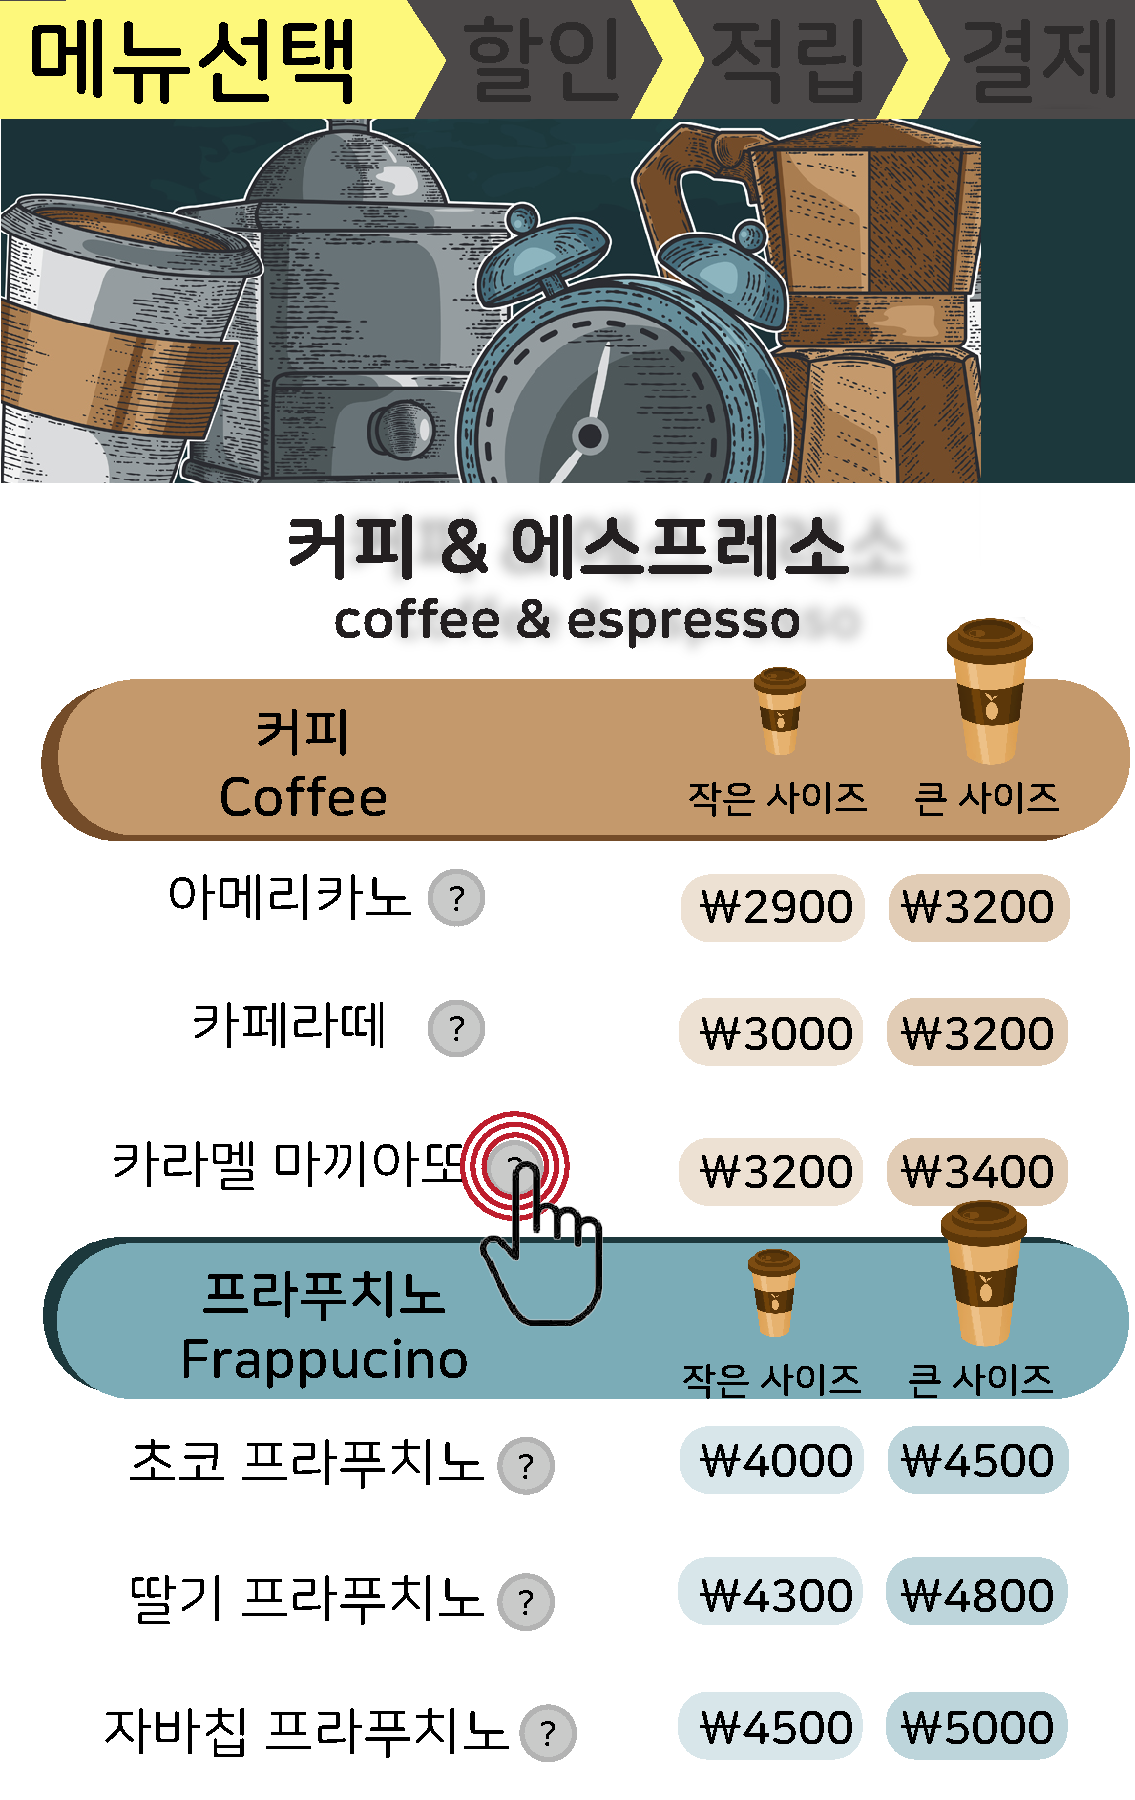 메뉴선택 할인 적립 결제
커피 & 에스프레소
coffee & espresso
커피
Coffee
작은 사이즈 큰 사이즈
아메리카노 ? ₩2900 ₩3200
카페라떼 ? ₩3000 ₩3200
카라멜 마끼아또 ? ₩3200 ₩3400
프라푸치노
Frappucino
작은 사이즈 큰 사이즈
초코 프라푸치노 ? ₩4000 ₩4500
딸기 프라푸치노 ? ₩4300 ₩4800
자바칩 프라푸치노 ? ₩4500 ₩5000